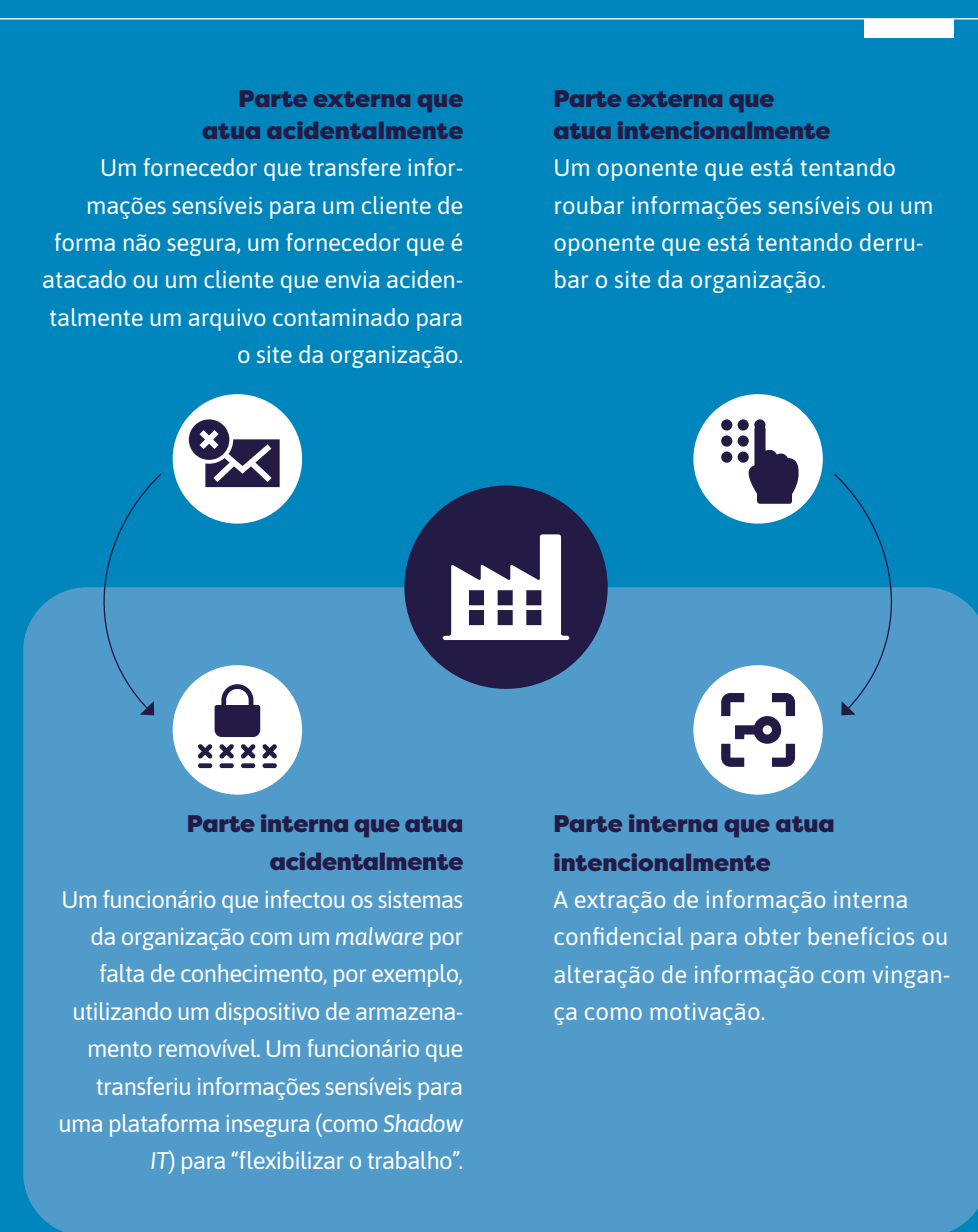 Parte externa que
atua acidentalmente
Um fornecedor que transfere infor-
mações sensíveis para um cliente de
forma não segura, um fornecedor que é
atacado ou um cliente que envia aciden-
talmente um arquivo contaminado para
o site da organização.
Parte externa que
atua intencionalmente
Um oponente que está tentando
roubar informações sensíveis ou um
oponente que está tentando derru-
bar o site da organização.
Parte interna que atua
acidentalmente
Um funcionário que infectou os sistemas
da organização com um malware por
falta de conhecimento, por exemplo,
utilizando um dispositivo de armazena-
mento removível. Um funcionário que
transferiu informações sensíveis para
uma plataforma insegura (como Shadow
IT) para “flexibilizar o trabalho”.
Parte interna que atua
intencionalmente
A extração de informação interna
confidencial para obter benefícios ou
alteração de informação com vingan-
ça como motivação.